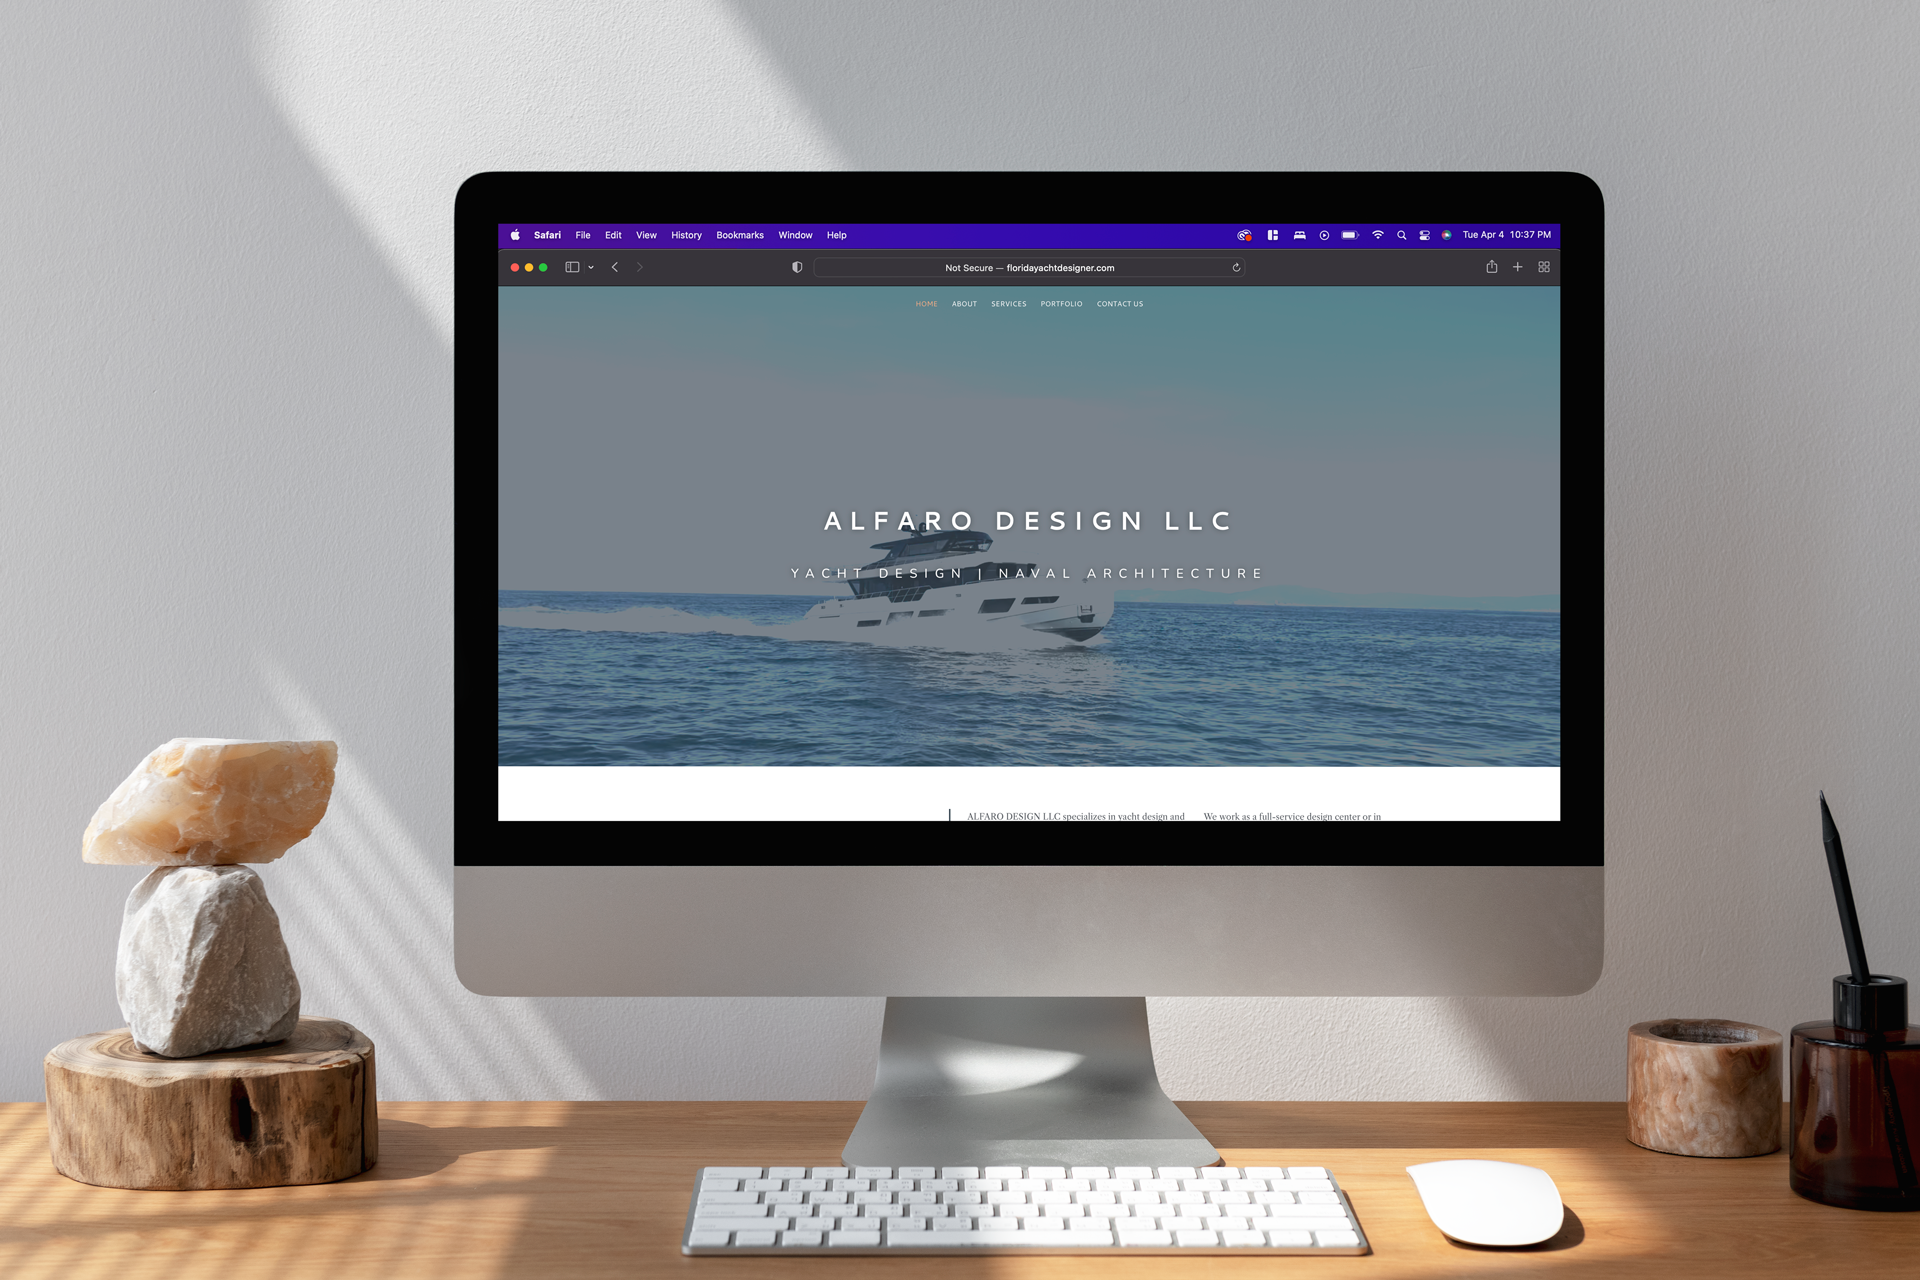 Safari File Edit View History Bookmarks Window Help Tue Apr 4 10:37 PM
Not Secure — floridayachtdesigner.com
HOME ABOUT SERVICES PORTFOLIO CONTACT US
ALFARO DESIGN LLC
YACHT DESIGN | NAVAL ARCHITECTURE
ALFARO DESIGN LLC specializes in yacht design and
We work as a full-service design center or in